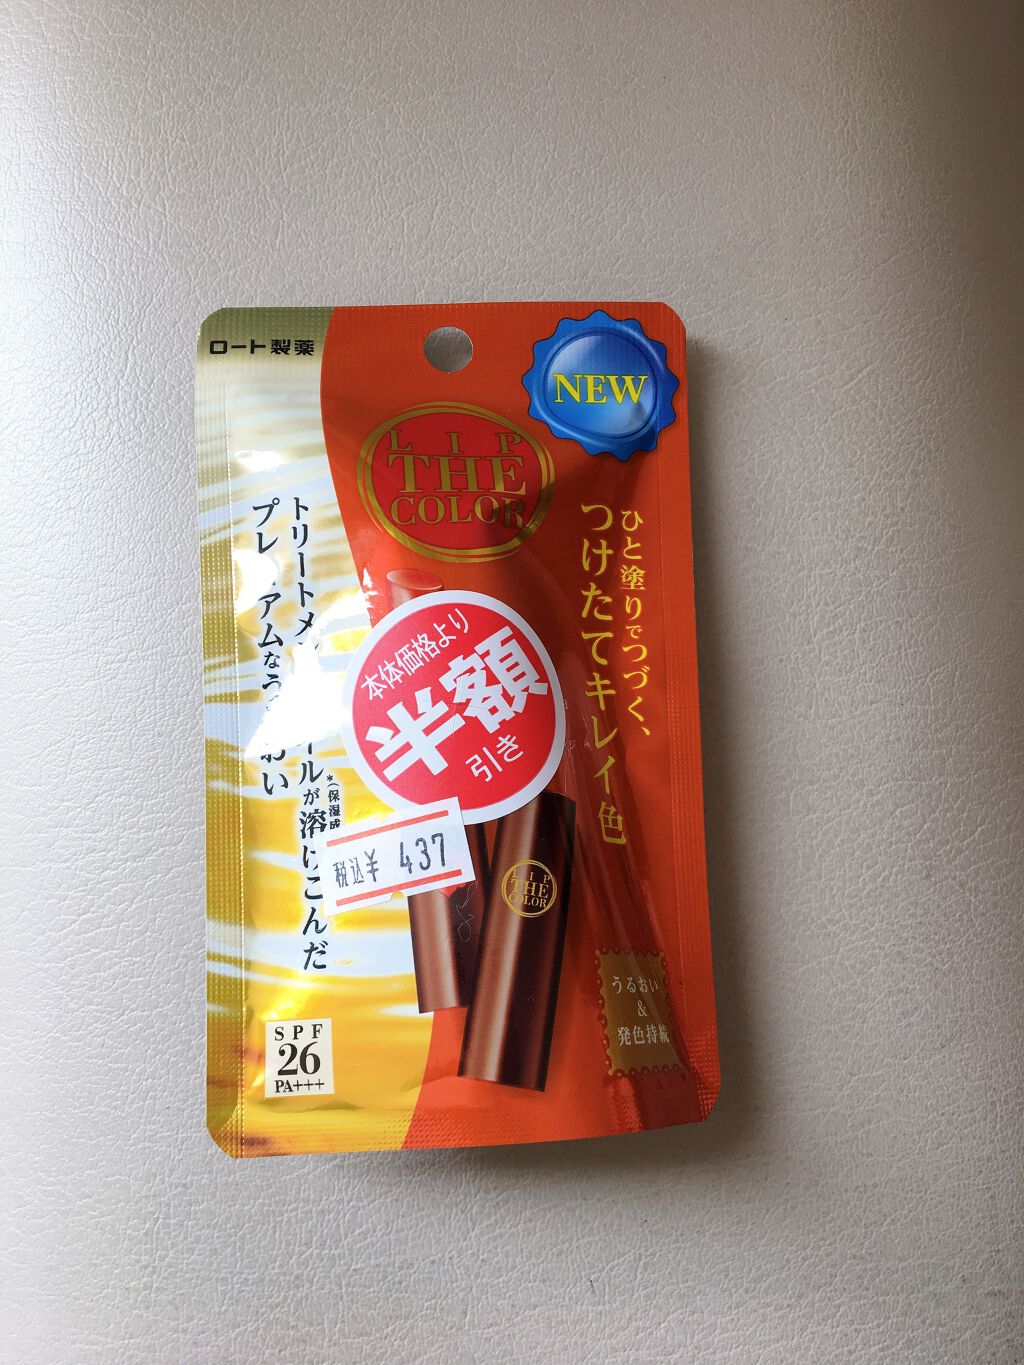 ロート製薬
NEW
LIP
THE
COLOR
ひと塗りでつづく、
つけたてキレイ色
トリートメン
ルが溶けこんだ
プレ
アムなう
おい
*(保湿成
本体価格より
半額
引き
税込¥ 437
LIP
THE
COLOR
うるおい
&
発色持続
SPF
26
PA+++